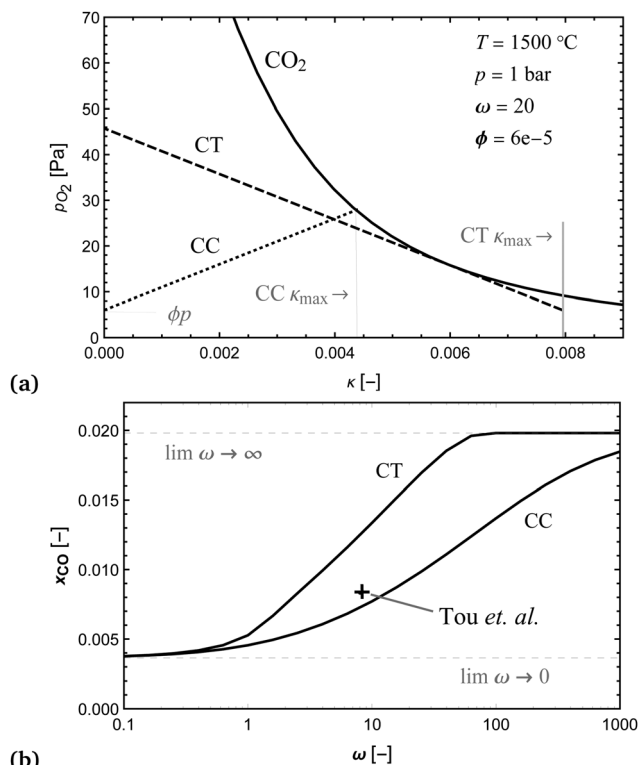 70
60
50
40
30
20
10
0
pO2 [Pa]
CO2
CT
CC
T = 1500 °C
p = 1 bar
ω = 20
ϕ = 6e−5
CT κmax →
CC κmax →
ϕp
0.000 0.002 0.004 0.006 0.008
κ [−]
(a)
0.020
0.015
0.010
0.005
0.000
xCO [−]
lim ω → ∞
CT
CC
Tou et. al.
lim ω → 0
0.1 1 10 100 1000
ω [−]
(b)